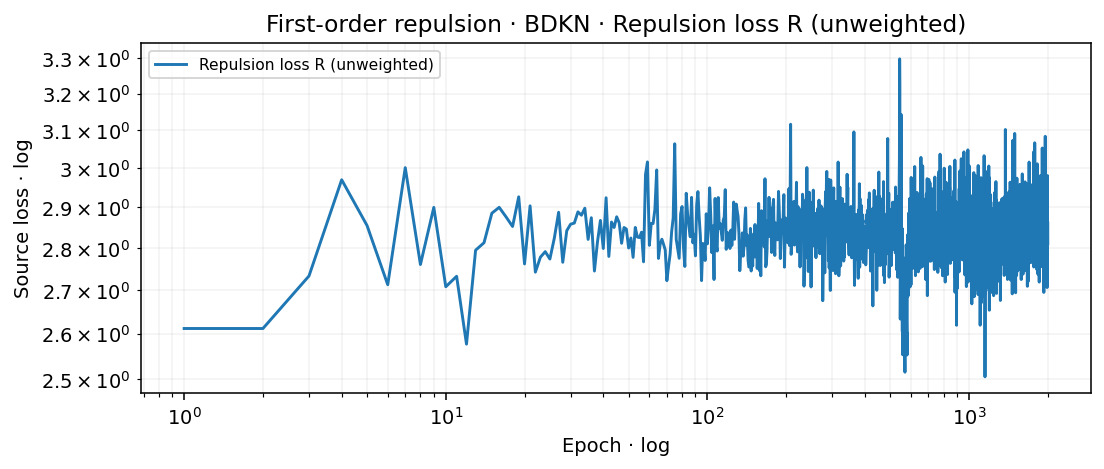 First-order repulsion · BDKN · Repulsion loss R (unweighted)
Repulsion loss R (unweighted)
Source loss · log
3.3 × 10⁰
3.2 × 10⁰
3.1 × 10⁰
3 × 10⁰
2.9 × 10⁰
2.8 × 10⁰
2.7 × 10⁰
2.6 × 10⁰
2.5 × 10⁰
10⁰ 10¹ 10² 10³
Epoch · log